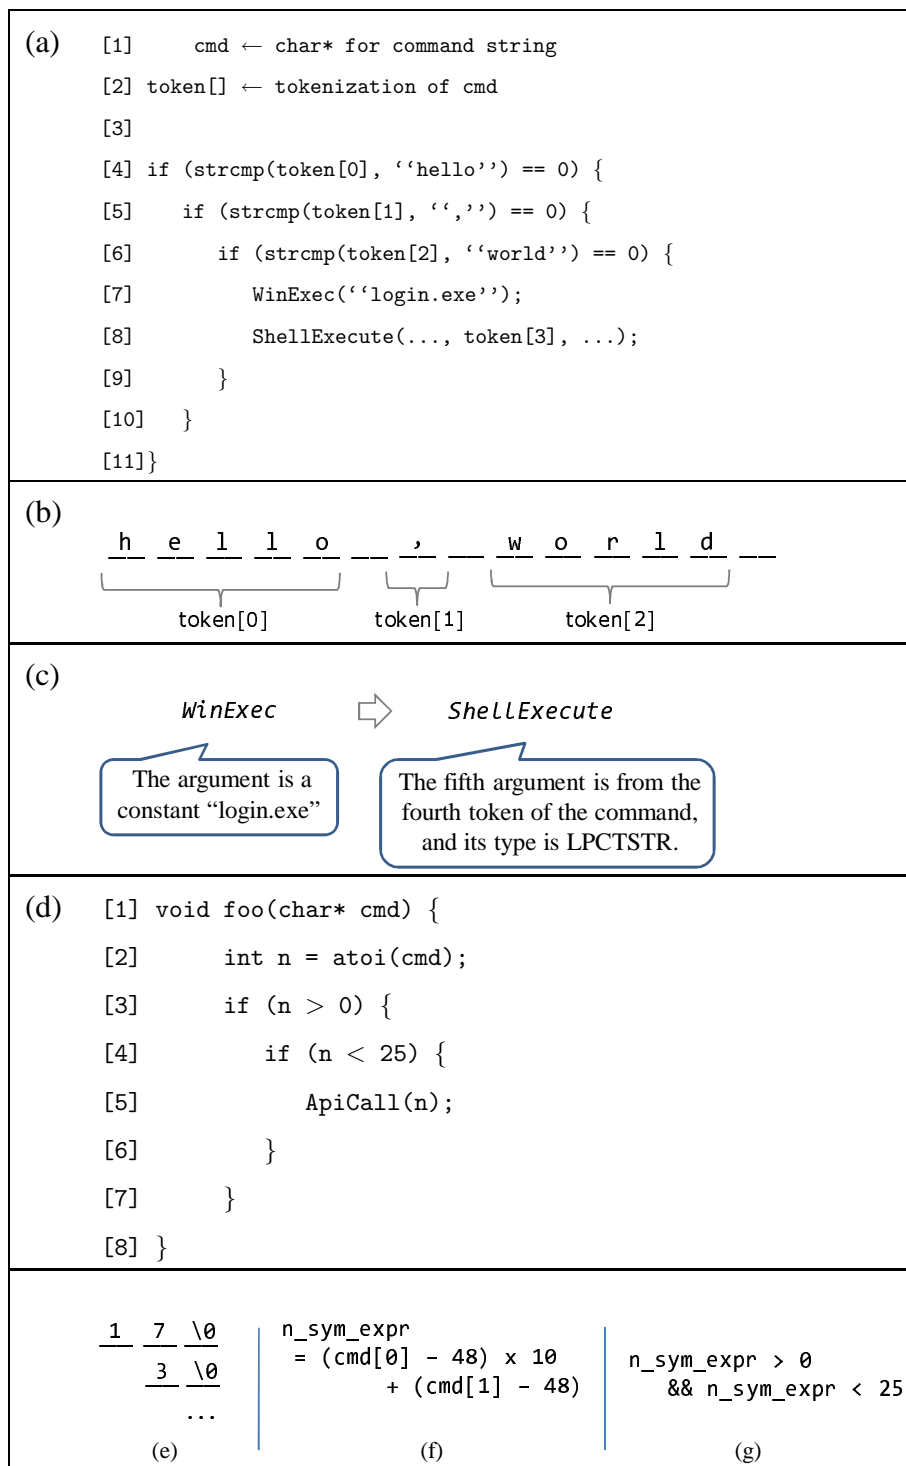 (a) [1] cmd ← char* for command string
[2] token[] ← tokenization of cmd
[3]
[4] if (strcmp(token[0], ‘‘hello’’) == 0) {
[5] if (strcmp(token[1], ‘‘,’’) == 0) {
[6] if (strcmp(token[2], ‘‘world’’) == 0) {
[7] WinExec(‘‘login.exe’’);
[8] ShellExecute(..., token[3], ...);
[9] }
[10] }
[11]}
(b)
h e l l o , w o r l d
token[0] token[1] token[2]
(c)
WinExec ShellExecute
The argument is a
constant “login.exe”
The fifth argument is from the
fourth token of the command,
and its type is LPCTSTR.
(d) [1] void foo(char* cmd) {
[2] int n = atoi(cmd);
[3] if (n > 0) {
[4] if (n < 25) {
[5] ApiCall(n);
[6] }
[7] }
[8] }
1 7 \0
3 \0
...
(e)
n_sym_expr
= (cmd[0] - 48) x 10
+ (cmd[1] - 48)
(f)
n_sym_expr > 0
&& n_sym_expr < 25
(g)